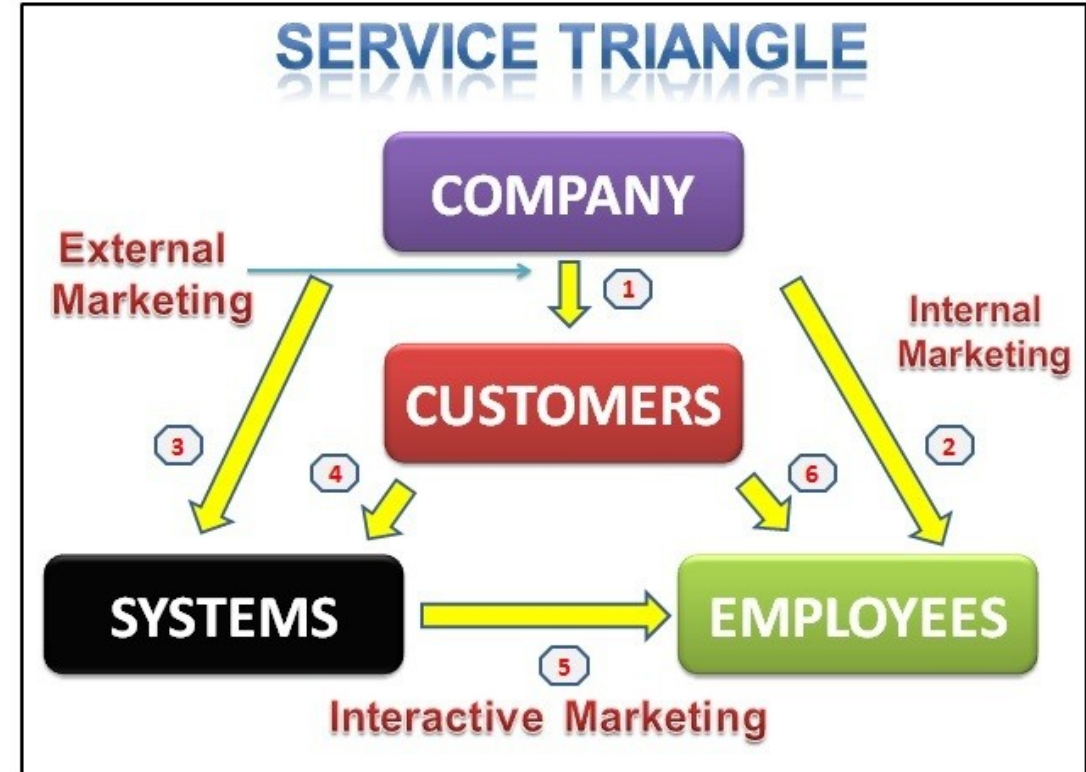 SERVICE TRIANGLE
COMPANY
External
Marketing
1
Internal
Marketing
CUSTOMERS
3
4
6
2
SYSTEMS
EMPLOYEES
5
Interactive Marketing